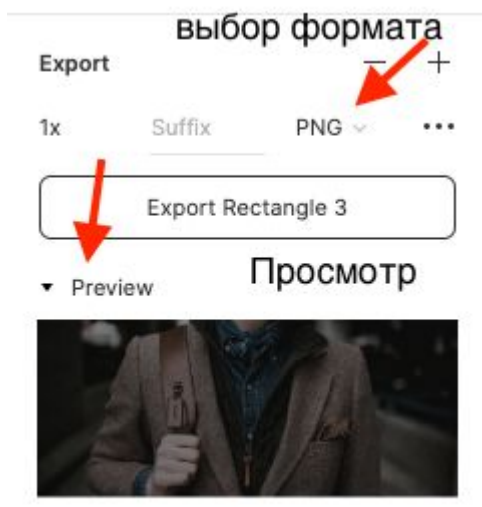 выбор формата
Export
1x Suffix PNG
Export Rectangle 3
Просмотр
Preview